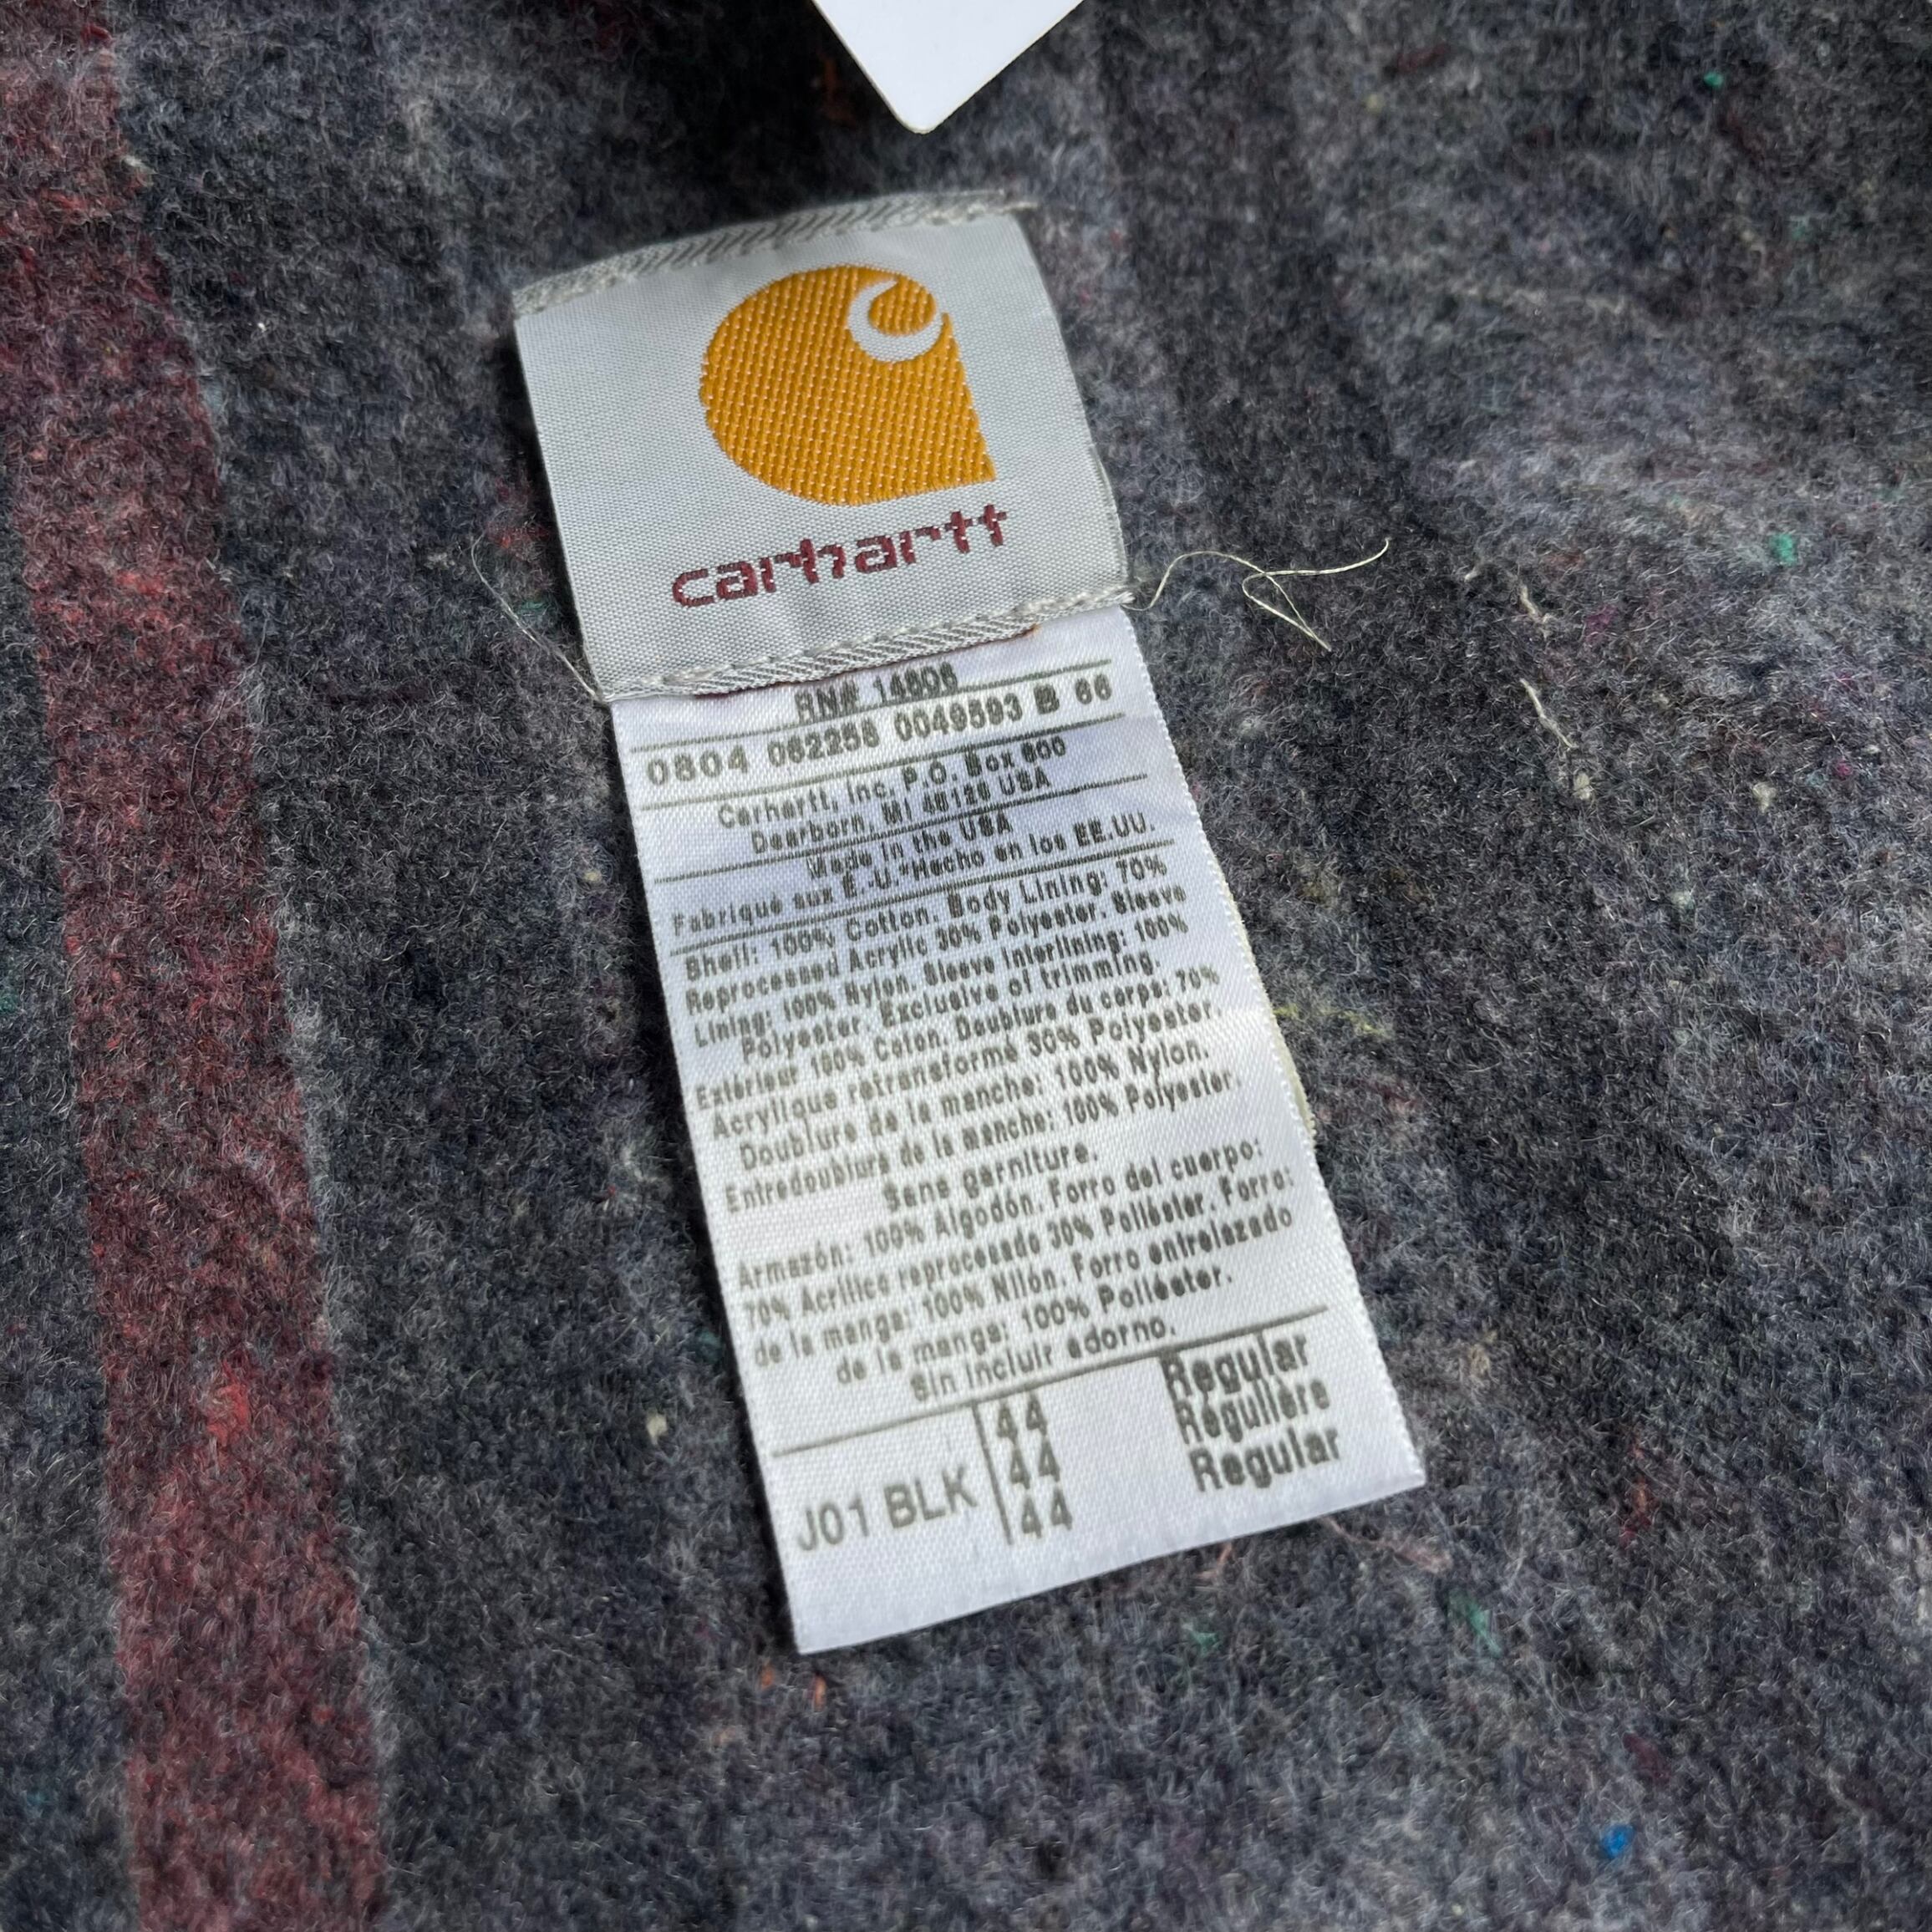 carhartt
RN# 14806
0804 062258 0049593 B 66
Carhartt, Inc. P.O. Box 600
Dearborn, MI 48126 USA
Made in the USA
Fabriqué aux É.-U.*Hecho en los EE.UU.
Shell: 100% Cotton. Body Lining: 70%
Reprocessed Acrylic 30% Polyester. Sleeve
Lining: 100% Nylon. Sleeve Interlining: 100%
Polyester. Exclusive of trimming.
Extérieur 100% Coton. Doublure du corps: 70%
Acrylique retransformé 30% Polyester.
Doublure de la manche: 100% Nylon.
Entredoublure de la manche: 100% Polyester.
Sans garniture.
Armazón: 100% Algodón. Forro del cuerpo:
70% Acrílico reprocesado 30% Poliéster. Forro:
de la manga: 100% Nilón. Forro entrelazado
de la manga: 100% Poliéster.
Sin incluir adorno.
J01 BLK
44 Regular
44 Régulière
44 Regular